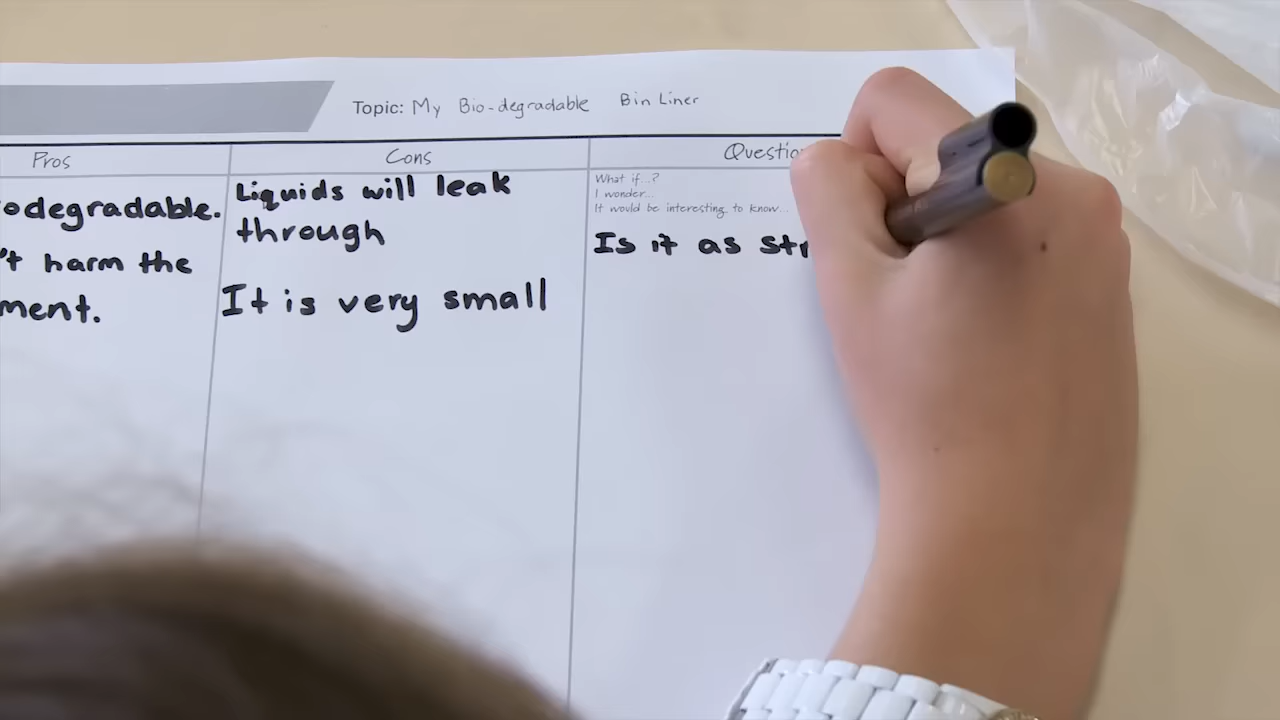 Topic: My Bio-degradable Bin Liner
Pros
odegradable.
't harm the
ment.
Cons
Liquids will leak
through
It is very small
Questio
What if...?
I wonder...
It would be interesting to know...
Is it as str